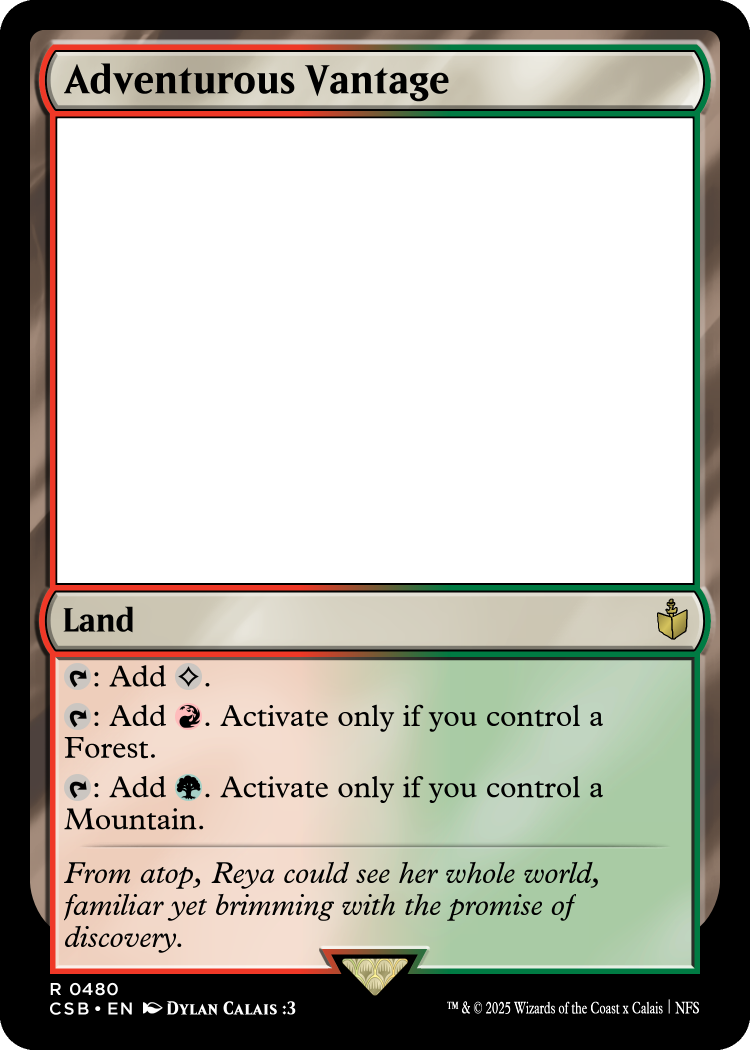 Adventurous Vantage
Land
: Add .
: Add . Activate only if you control a
Forest.
: Add . Activate only if you control a
Mountain.
From atop, Reya could see her whole world,
familiar yet brimming with the promise of
discovery.
R 0480
CSB • EN Dylan Calais :3
™ & © 2025 Wizards of the Coast x Calais | NFS